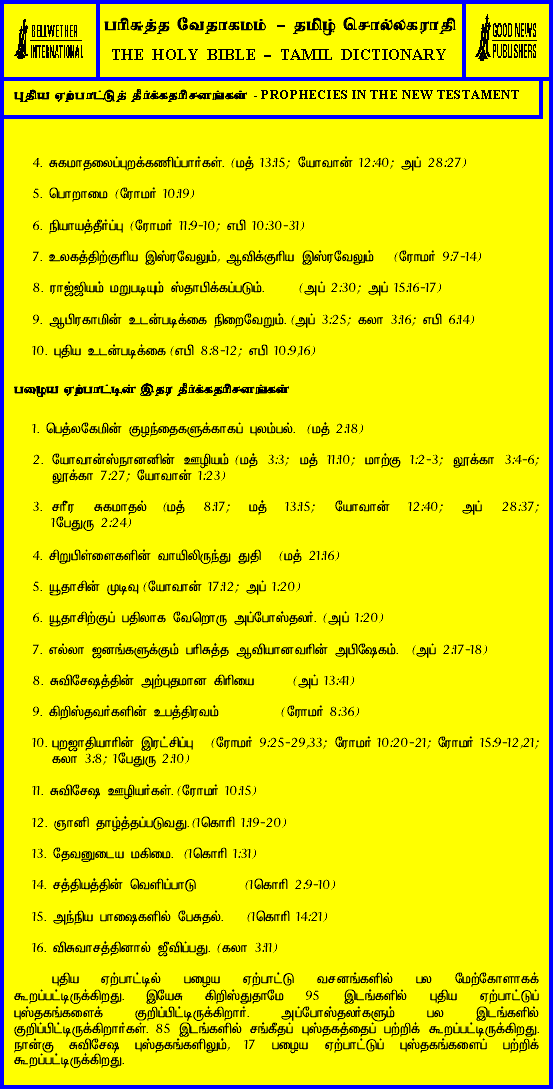 BELLWETHER
INTERNATIONAL
பரிசுத்த வேதாகமம் – தமிழ் சொல்லகராதி
THE HOLY BIBLE – TAMIL DICTIONARY
GOOD NEWS
PUBLISHERS
புதிய ஏற்பாட்டுத் தீர்க்கதரிசனங்கள் - PROPHECIES IN THE NEW TESTAMENT
4. சுகமாதலைப்புறக்கணிப்பார்கள். (மத் 13:15; யோவான் 12:40; அப் 28:27)
5. பொறாமை (ரோமர் 10:19)
6. நியாயத்தீர்ப்பு (ரோமர் 11:9-10; எபி 10:30-31)
7. உலகத்திற்குரிய இஸ்ரவேலும், ஆவிக்குரிய இஸ்ரவேலும் (ரோமர் 9:7-14)
8. ராஜ்ஜியம் மறுபடியும் ஸ்தாபிக்கப்படும். (அப் 2:30; அப் 15:16-17)
9. ஆபிரகாமின் உடன்படிக்கை நிறைவேறும். (அப் 3:25; கலா 3:16; எபி 6:14)
10. புதிய உடன்படிக்கை (எபி 8:8-12; எபி 10:9,16)
பழைய ஏற்பாட்டின் இதர தீர்க்கதரிசனங்கள்
1. பெத்லகேமின் குழந்தைகளுக்காகப் புலம்பல். (மத் 2:18)
2. யோவான்ஸ்நானனின் ஊழியம் (மத் 3:3; மத் 11:10; மாற்கு 1:2-3; லூக்கா 3:4-6;
லூக்கா 7:27; யோவான் 1:23)
3. சரீர சுகமாதல் (மத் 8:17; மத் 13:15; யோவான் 12:40; அப் 28:37;
1பேதுரு 2:24)
4. சிறுபிள்ளைகளின் வாயிலிருந்து துதி (மத் 21:16)
5. யூதாசின் முடிவு (யோவான் 17:12; அப் 1:20)
6. யூதாசிற்குப் பதிலாக வேறொரு அப்போஸ்தலர். (அப் 1:20)
7. எல்லா ஜனங்களுக்கும் பரிசுத்த ஆவியானவரின் அபிஷேகம். (அப் 2:17-18)
8. சுவிசேஷத்தின் அற்புதமான கிரியை (அப் 13:41)
9. கிறிஸ்தவர்களின் உபத்திரவம் (ரோமர் 8:36)
10. புறஜாதியாரின் இரட்சிப்பு (ரோமர் 9:25-29,33; ரோமர் 10:20-21; ரோமர் 15:9-12,21;
கலா 3:8; 1பேதுரு 2:10)
11. சுவிசேஷ ஊழியர்கள். (ரோமர் 10:15)
12. ஞானி தாழ்த்தப்படுவது. (1கொரி 1:19-20)
13. தேவனுடைய மகிமை. (1கொரி 1:31)
14. சத்தியத்தின் வெளிப்பாடு (1கொரி 2:9-10)
15. அந்நிய பாஷைகளில் பேசுதல். (1கொரி 14:21)
16. விசுவாசத்தினால் ஜீவிப்பது. (கலா 3:11)
புதிய ஏற்பாட்டில் பழைய ஏற்பாட்டு வசனங்களில் பல மேற்கோளாகக்
கூறப்பட்டிருக்கிறது. இயேசு கிறிஸ்துதாமே 95 இடங்களில் புதிய ஏற்பாட்டுப்
புஸ்தகங்களைக் குறிப்பிட்டிருக்கிறார். அப்போஸ்தலர்களும் பல இடங்களில்
குறிப்பிட்டிருக்கிறார்கள். 85 இடங்களில் சங்கீதப் புஸ்தகத்தைப் பற்றிக் கூறப்பட்டிருக்கிறது.
நான்கு சுவிசேஷ புஸ்தகங்களிலும், 17 பழைய ஏற்பாட்டுப் புஸ்தகங்களைப் பற்றிக்
கூறப்பட்டிருக்கிறது.